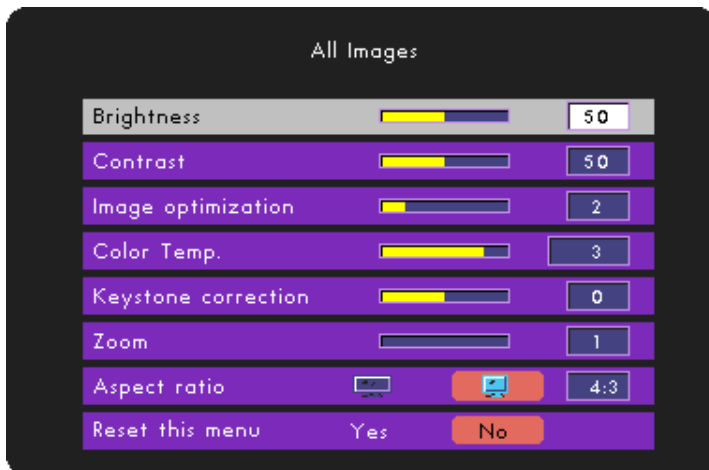 All Images
Brightness 50
Contrast 50
Image optimization 2
Color Temp. 3
Keystone correction 0
Zoom 1
Aspect ratio 4:3
Reset this menu Yes No